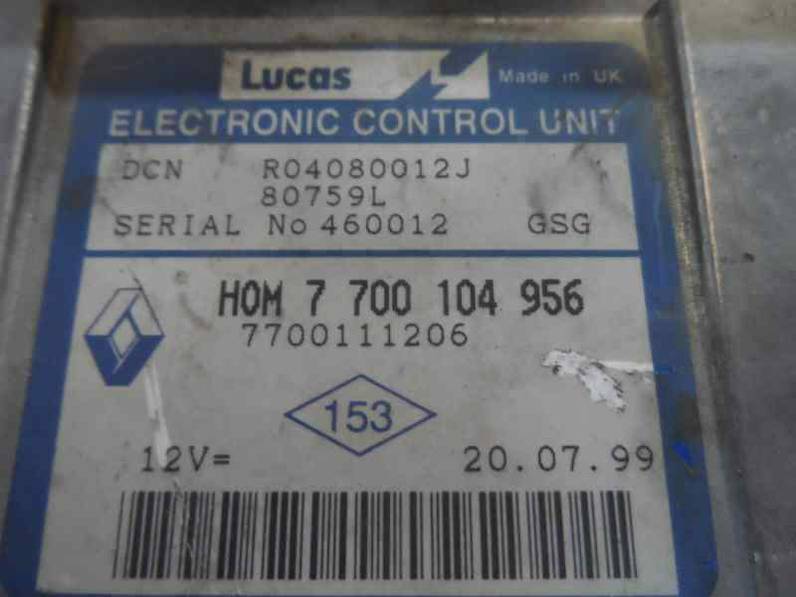 Lucas Made in UK
ELECTRONIC CONTROL UNIT
DCN R04080012J
80759L
SERIAL No 460012 GSG
HOM 7 700 104 956
7700111206
153
12V= 20.07.99